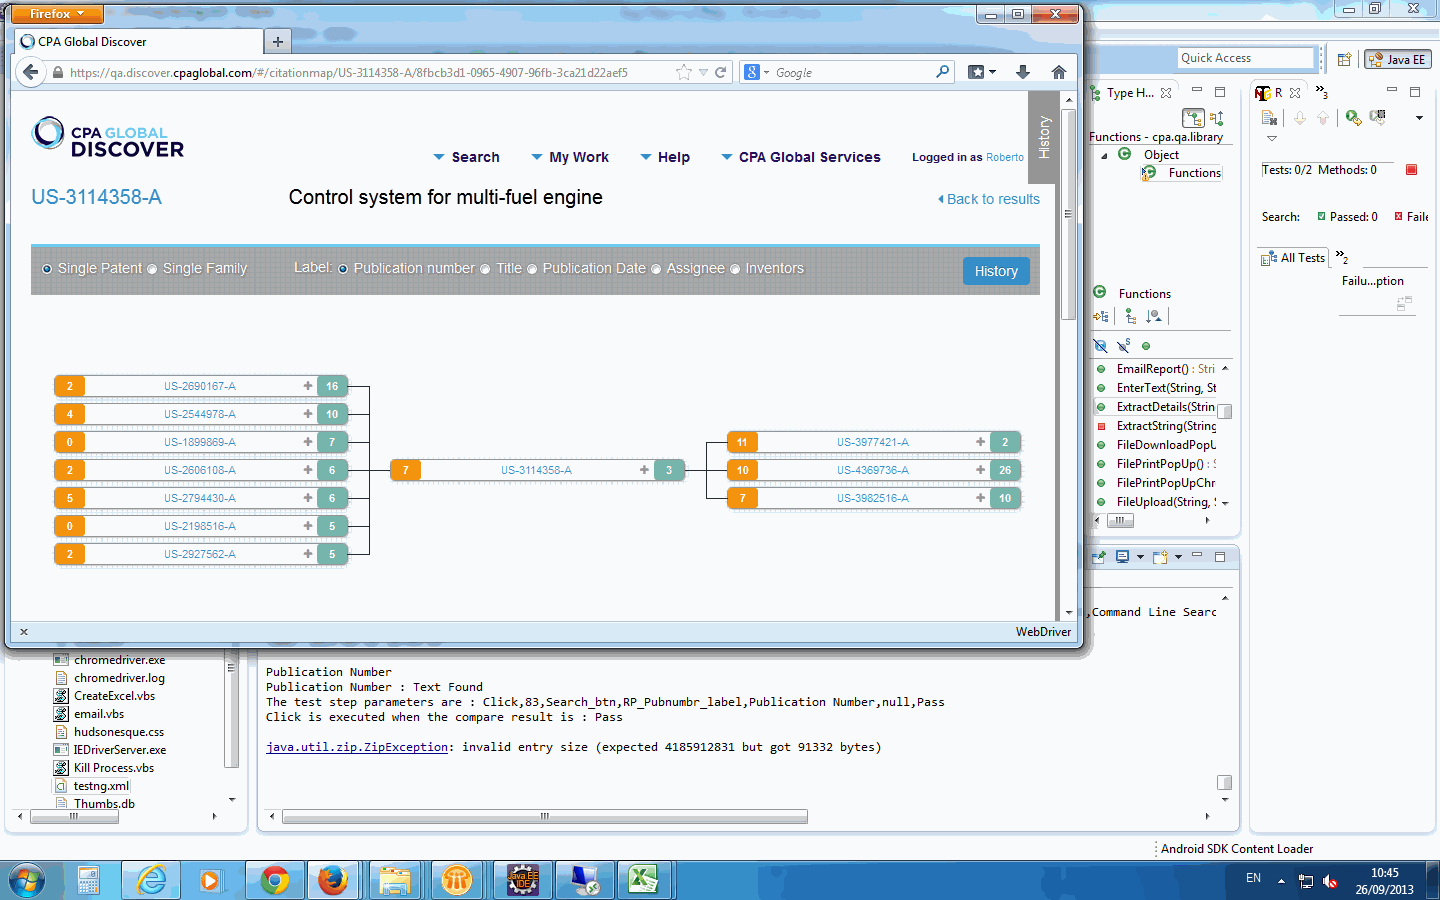 Firefox
CPA Global Discover
https://qa.discover.cpaglobal.com/#/citationmap/US-3114358-A/8fbcb3d1-0965-4907-96fb-3ca21d22aef5
Google
CPA GLOBAL
DISCOVER
Search
My Work
Help
CPA Global Services
Logged in as Roberto
History
US-3114358-A
Control system for multi-fuel engine
Back to results
Single Patent
Single Family
Label:
Publication number
Title
Publication Date
Assignee
Inventors
History
2 US-2690167-A 16
4 US-2544978-A 10
0 US-1899869-A 7
2 US-2606108-A 6
5 US-2794430-A 6
0 US-2198516-A 5
2 US-2927562-A 5
7 US-3114358-A 3
11 US-3977421-A 2
10 US-4369736-A 26
7 US-3982516-A 10
WebDriver
Quick Access
Java EE
Type H...
Functions - cpa.qa.library
Object
Functions
Functions
EmailReport() : Stri
EnterText(String, St
ExtractDetails(Strin
ExtractString(String
FileDownloadPopU
FilePrintPopUp() : S
FilePrintPopUpChr
FileUpload(String, S
R
3
Tests: 0/2 Methods: 0
Search:
Passed: 0
Faile
All Tests
2
Failu...ption
,Command Line Searc
chromedriver.exe
chromedriver.log
CreateExcel.vbs
email.vbs
hudsonesque.css
IEDriverServer.exe
Kill Process.vbs
testng.xml
Thumbs.db
Publication Number
Publication Number : Text Found
The test step parameters are : Click,83,Search_btn,RP_Pubnumbr_label,Publication Number,null,Pass
Click is executed when the compare result is : Pass
java.util.zip.ZipException: invalid entry size (expected 4185912831 but got 91332 bytes)
Android SDK Content Loader
Java EE
IDE
EN
10:45
26/09/2013